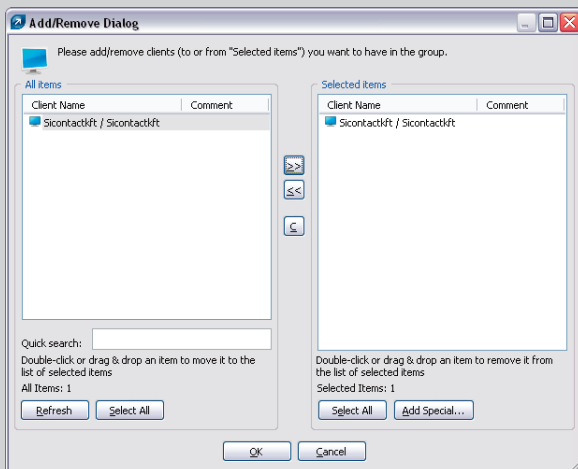 Add/Remove Dialog
Please add/remove clients (to or from "Selected items") you want to have in the group.
All items
Client Name Comment
Sicontactkft / Sicontactkft
Quick search:
Double-click or drag & drop an item to move it to the
list of selected items
All Items: 1
Refresh Select All
>>
<<
C
Selected items
Client Name Comment
Sicontactkft / Sicontactkft
Double-click or drag & drop an item to remove it from
the list of selected items
Selected Items: 1
Select All Add Special...
OK Cancel